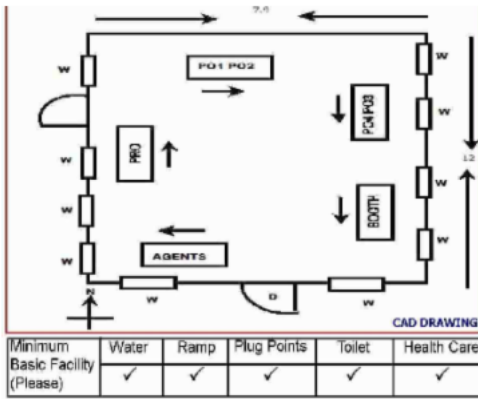 W
PO1 PO2
W
W
PO4 PO3
W
PRO
12
W
W
W
BOOTH
W
W
AGENTS
N
W
D
W
CAD DRAWING
Minimum Basic Facility (Please)
Water
Ramp
Plug Points
Toilet
Health Care
✓ ✓ ✓ ✓ ✓